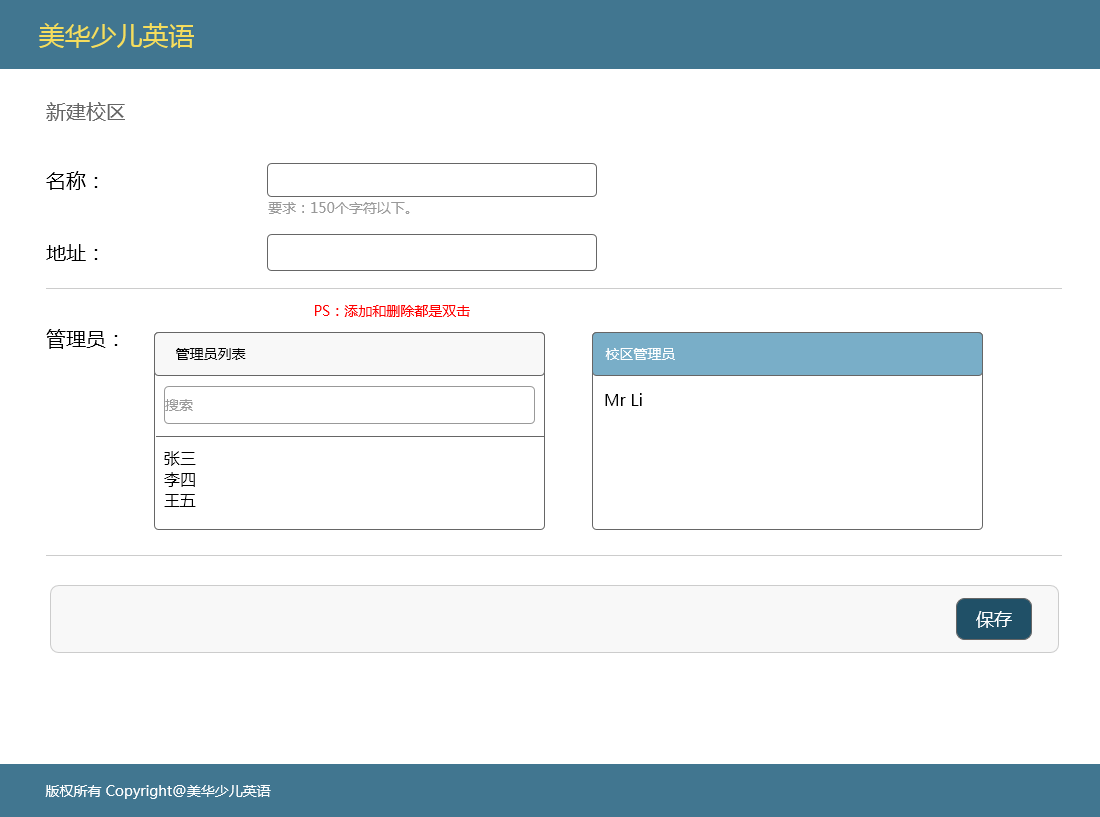 美华少儿英语
新建校区
名称：
要求：150个字符以下。
地址：
PS：添加和删除都是双击
管理员：
管理员列表
搜索
张三
李四
王五
校区管理员
Mr Li
保存
版权所有 Copyright@美华少儿英语